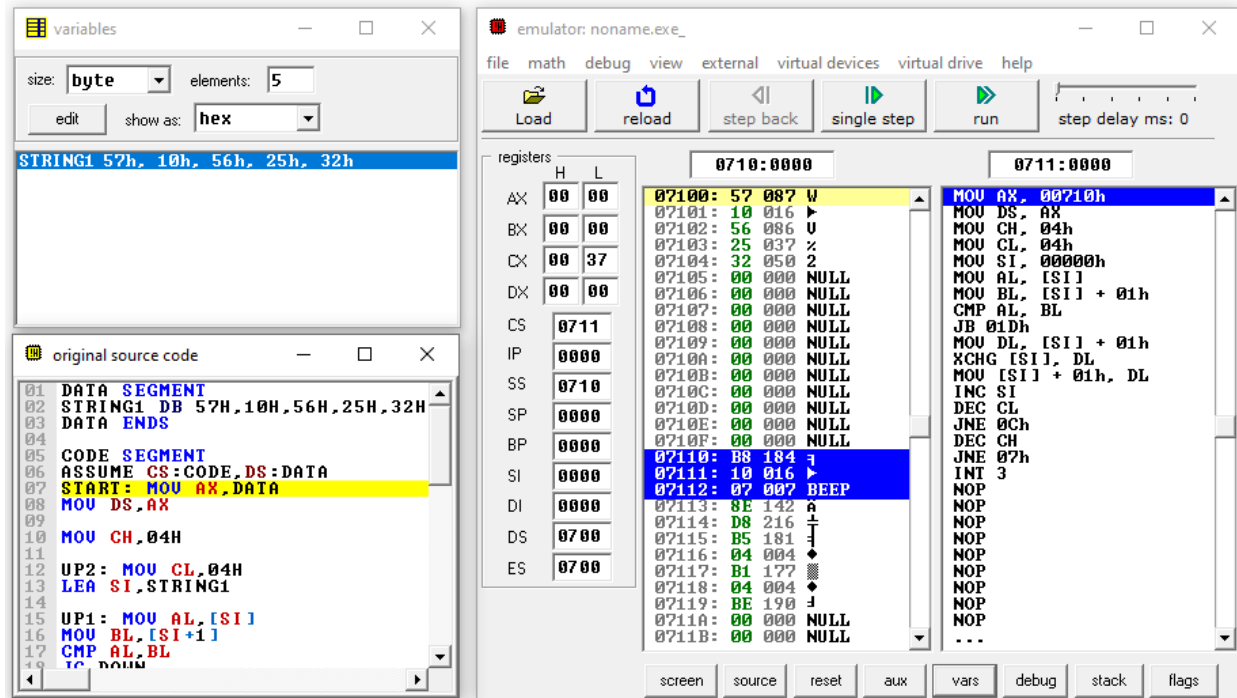 variables
size: byte elements: 5
edit show as: hex
STRING1 57h, 10h, 56h, 25h, 32h
original source code
01 DATA SEGMENT
02 STRING1 DB 57H,10H,56H,25H,32H
03 DATA ENDS
04
05 CODE SEGMENT
06 ASSUME CS:CODE,DS:DATA
07 START: MOV AX,DATA
08 MOV DS,AX
09
10 MOV CH,04H
11
12 UP2: MOV CL,04H
13 LEA SI,STRING1
14
15 UP1: MOV AL,[SI]
16 MOV BL,[SI+1]
17 CMP AL,BL
18 JC DOWN
emulator: noname.exe_
file math debug view external virtual devices virtual drive help
Load reload step back single step run step delay ms: 0
registers
H L
AX 00 00
BX 00 00
CX 00 37
DX 00 00
CS 0711
IP 0000
SS 0710
SP 0000
BP 0000
SI 0000
DI 0000
DS 0700
ES 0700
0710:0000
07100: 57 087 W
07101: 10 016 ►
07102: 56 086 V
07103: 25 037 %
07104: 32 050 2
07105: 00 000 NULL
07106: 00 000 NULL
07107: 00 000 NULL
07108: 00 000 NULL
07109: 00 000 NULL
0710A: 00 000 NULL
0710B: 00 000 NULL
0710C: 00 000 NULL
0710D: 00 000 NULL
0710E: 00 000 NULL
0710F: 00 000 NULL
07110: B8 184 ╕
07111: 10 016 ►
07112: 07 007 BEEP
07113: 8E 142 Ä
07114: D8 216 ╪
07115: B5 181 ╡
07116: 04 004 ♦
07117: B1 177 ▒
07118: 04 004 ♦
07119: BE 190 ╛
0711A: 00 000 NULL
0711B: 00 000 NULL
0711:0000
MOV AX, 00710h
MOV DS, AX
MOV CH, 04h
MOV CL, 04h
MOV SI, 00000h
MOV AL, [SI]
MOV BL, [SI] + 01h
CMP AL, BL
JB 01Dh
MOV DL, [SI] + 01h
XCHG [SI], DL
MOV [SI] + 01h, DL
INC SI
DEC CL
JNE 0Ch
DEC CH
JNE 07h
INT 3
NOP
NOP
NOP
NOP
NOP
NOP
NOP
NOP
NOP
...
screen source reset aux vars debug stack flags